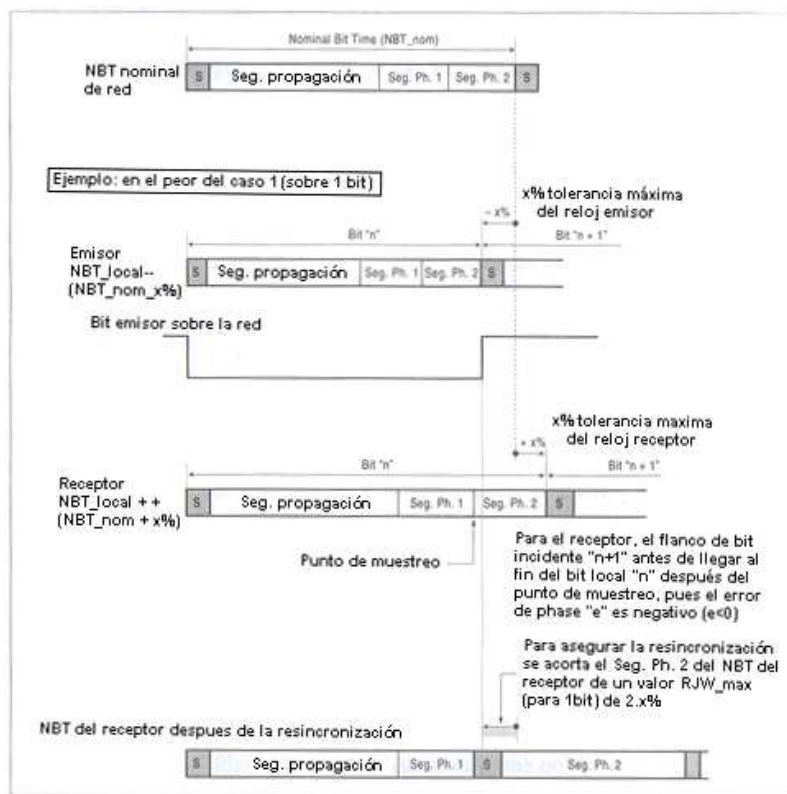 Nominal Bit Time (NBT_nom)
NBT nominal
de red
S
Seg. propagación
Seg. Ph. 1
Seg. Ph. 2
S
Ejemplo: en el peor del caso 1 (sobre 1 bit)
x% tolerancia máxima
del reloj emisor
- x%
Bit "n"
Bit "n + 1"
Emisor
NBT_local--
(NBT_nom_x%)
S
Seg. propagación
Seg. Ph. 1
Seg. Ph. 2
S
Bit emisor sobre la red
x% tolerancia maxima
del reloj receptor
+ x%
Bit "n"
Bit "n + 1"
Receptor
NBT_local + +
(NBT_nom + x%)
S
Seg. propagación
Seg. Ph. 1
Seg. Ph. 2
S
Punto de muestreo
Para el receptor, el flanco de bit
incidente "n+1" antes de llegar al
fin del bit local "n" después del
punto de muestreo, pues el error
de phase "e" es negativo (e<0)
Para asegurar la resincronización
se acorta el Seg. Ph. 2 del NBT del
receptor de un valor RJW_max
(para 1bit) de 2.x%
NBT del receptor despues de la resincronización
S
Seg. propagación
Seg. Ph. 1
S
Seg. Ph. 2